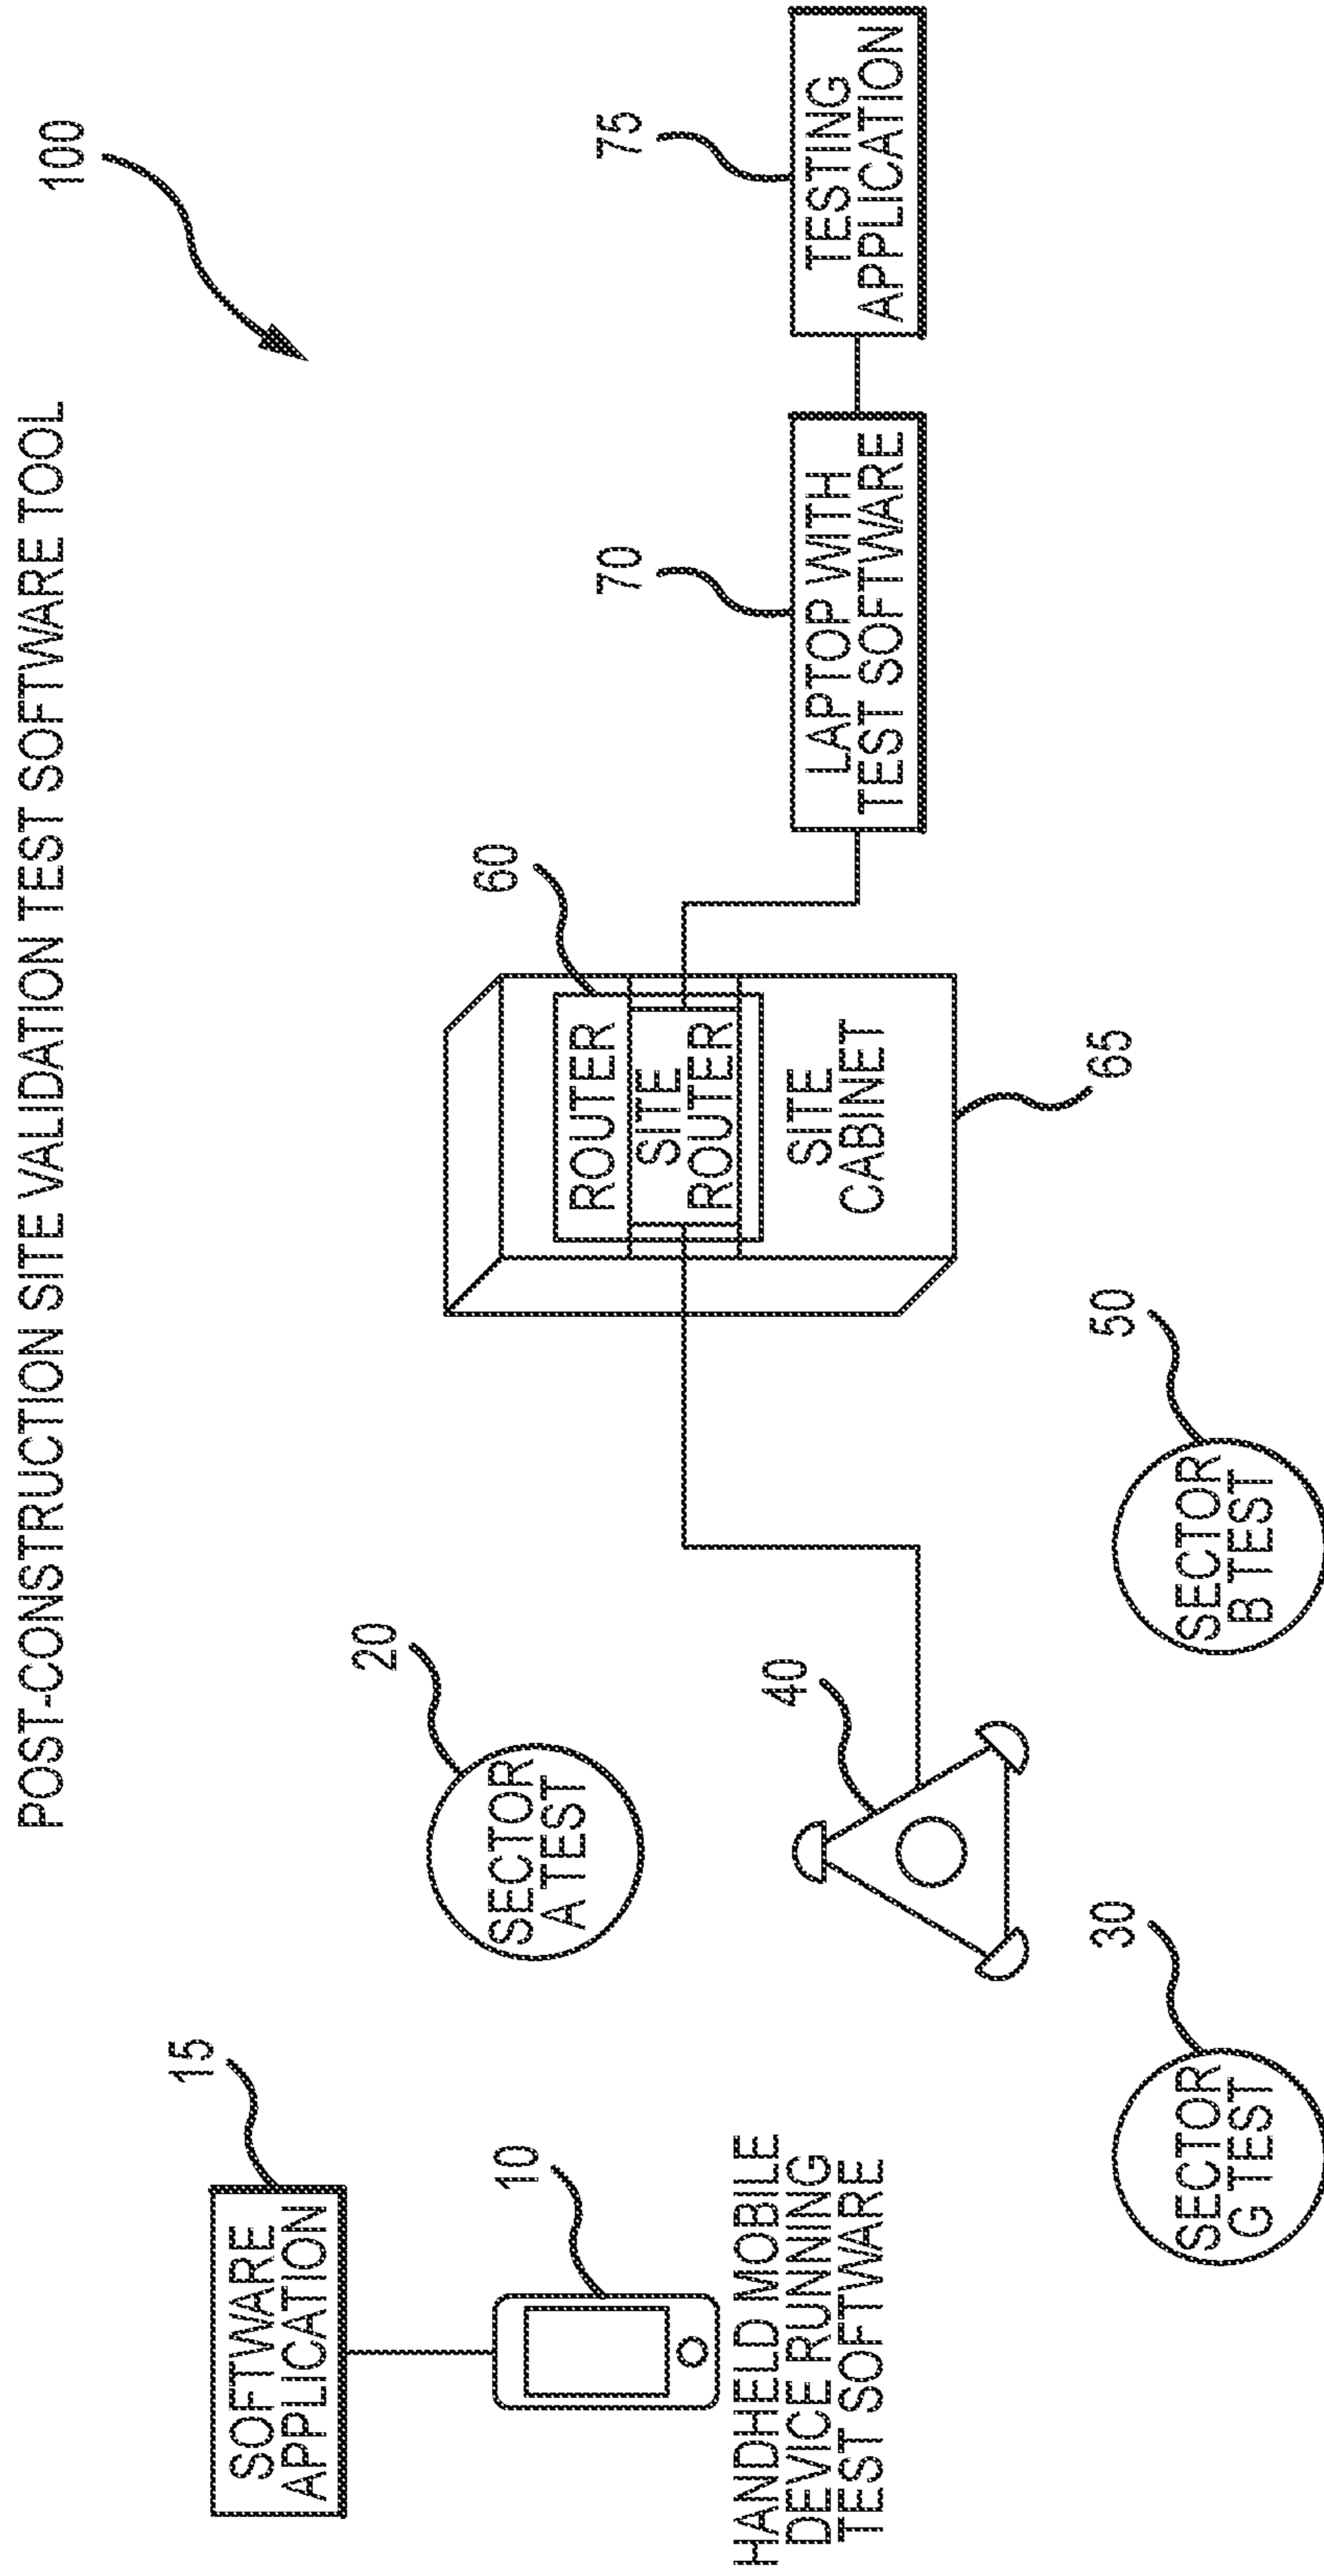 POST-CONSTRUCTION SITE VALIDATION TEST SOFTWARE TOOL
100
15
SOFTWARE
APPLICATION
10
HANDHELD MOBILE
DEVICE RUNNING
TEST SOFTWARE
20
SECTOR
A TEST
40
30
SECTOR
G TEST
50
SECTOR
B TEST
60
ROUTER
SITE
ROUTER
SITE
CABINET
65
70
LAPTOP WITH
TEST SOFTWARE
75
TESTING
APPLICATION